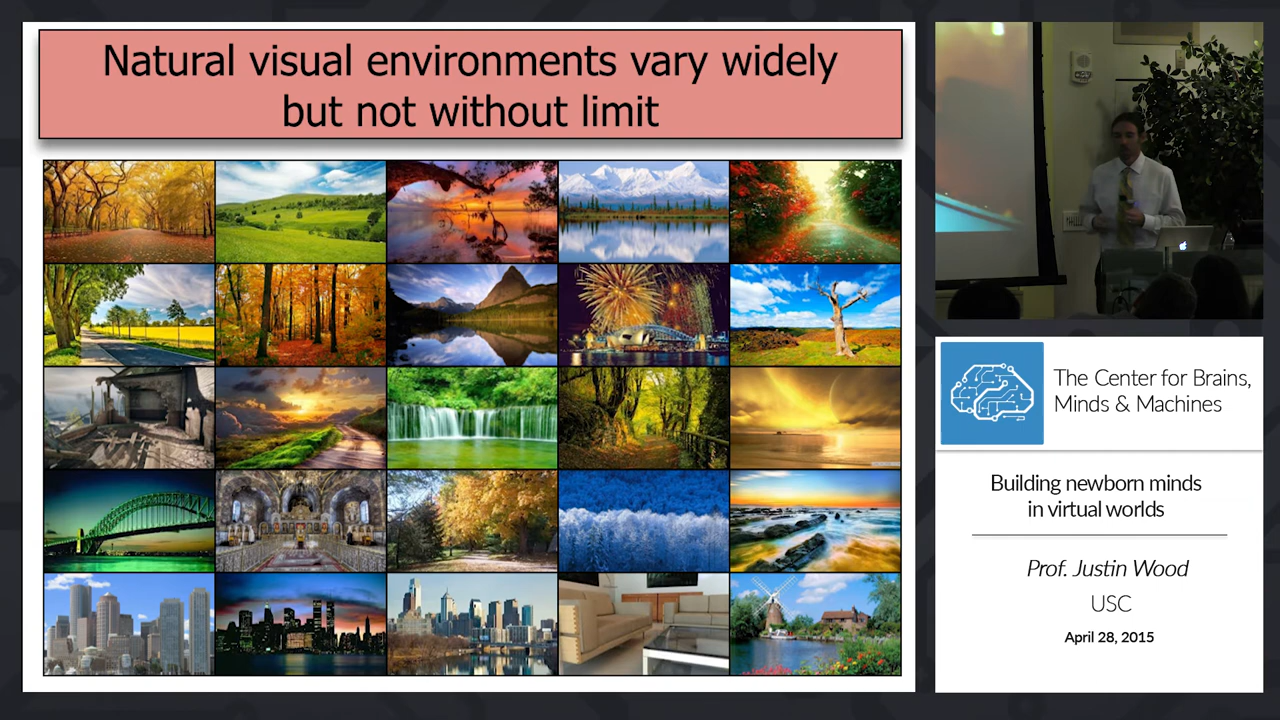 Natural visual environments vary widely
but not without limit
The Center for Brains,
Minds & Machines
Building newborn minds
in virtual worlds
Prof. Justin Wood
USC
April 28, 2015